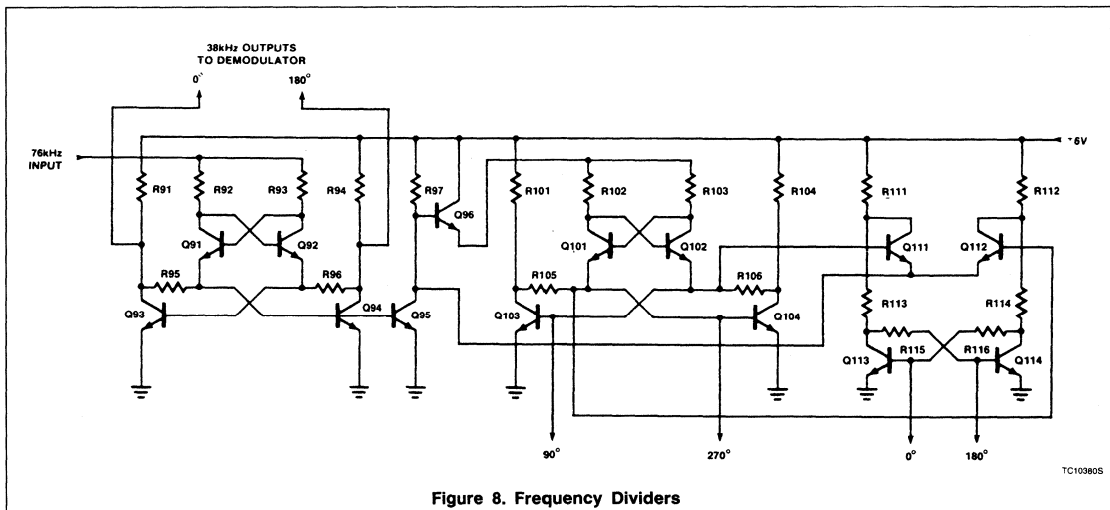 38kHz OUTPUTS
TO DEMODULATOR
0"
180°
76kHz
INPUT
+6V
R91
R92
R93
R94
R97
R101
R102
R103
R104
R111
R112
Q96
Q91
Q92
Q101
Q102
Q111
Q112
R95
R96
R105
R106
R113
R114
Q93
Q94
Q95
Q103
Q104
Q113
R115
R116
Q114
90°
270°
0°
180°
TC10380S
Figure 8. Frequency Dividers